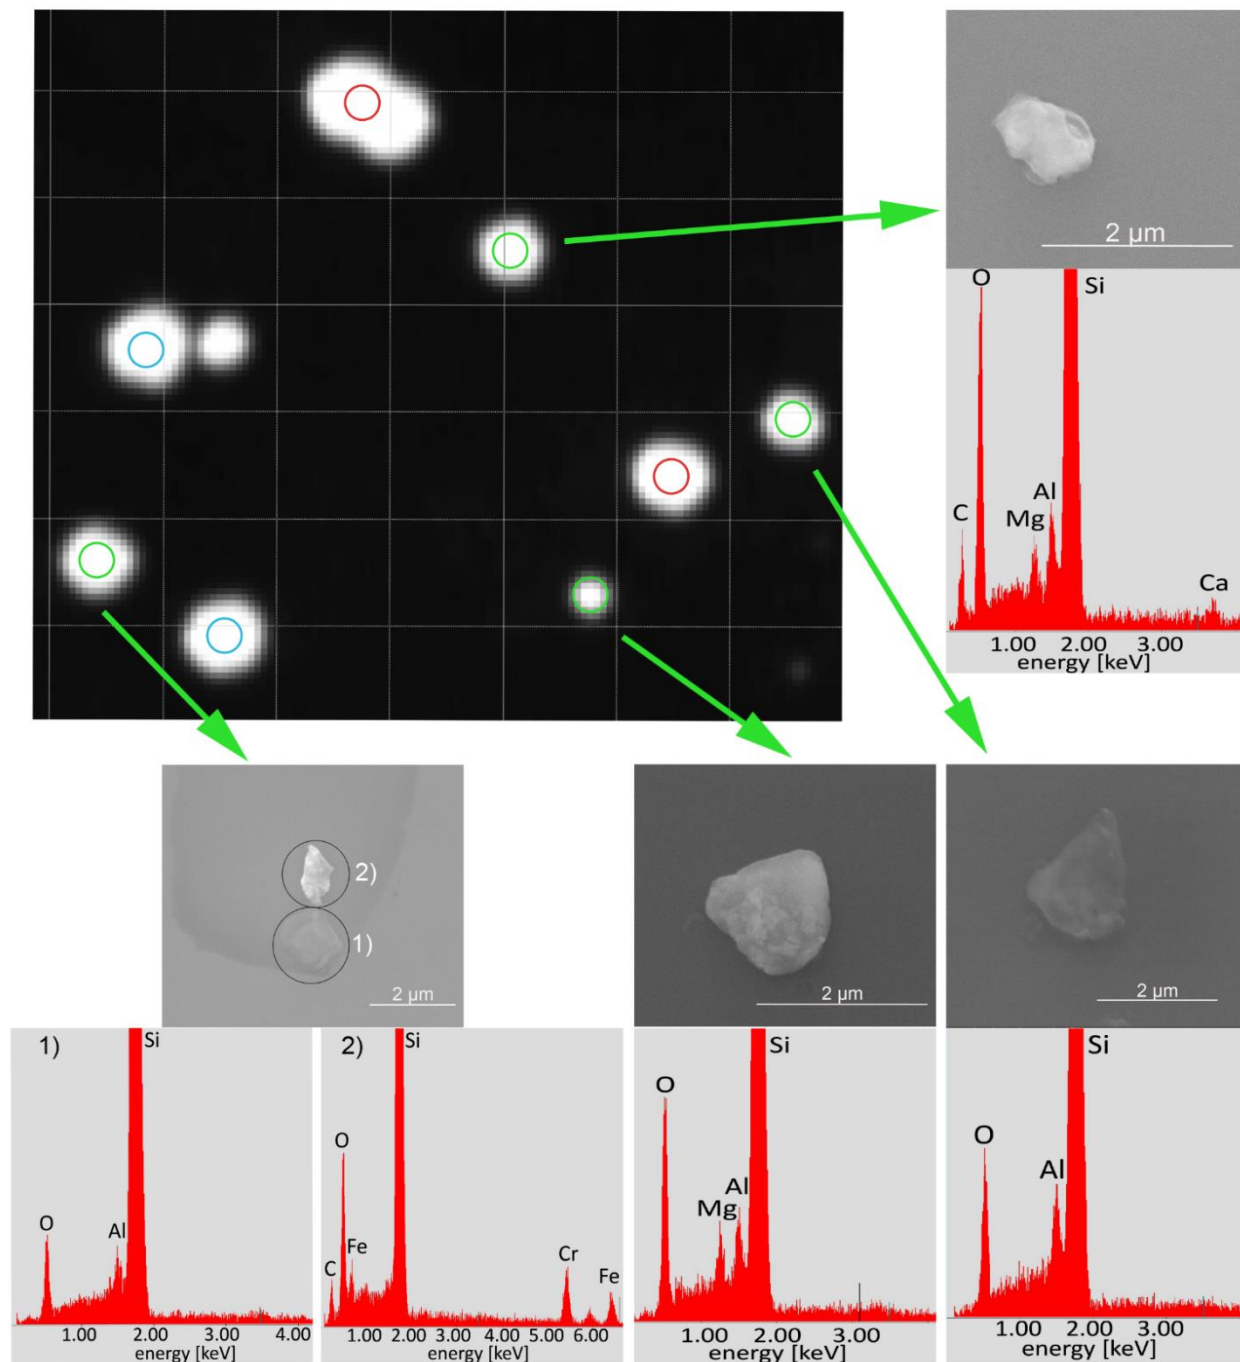 2 µm
O
Si
C
Mg
Al
Ca
1.00 2.00 3.00
energy [keV]
2)
1)
2 µm
2 µm
2 µm
1)
Si
O
Al
1.00 2.00 3.00 4.00
energy [keV]
2)
Si
O
C
Fe
Cr
Fe
1.00 2.00 3.00 4.00 5.00 6.00
energy [keV]
Si
O
Mg
Al
1.00 2.00 3.00
energy [keV]
Si
O
Al
1.00 2.00 3.00
energy [keV]